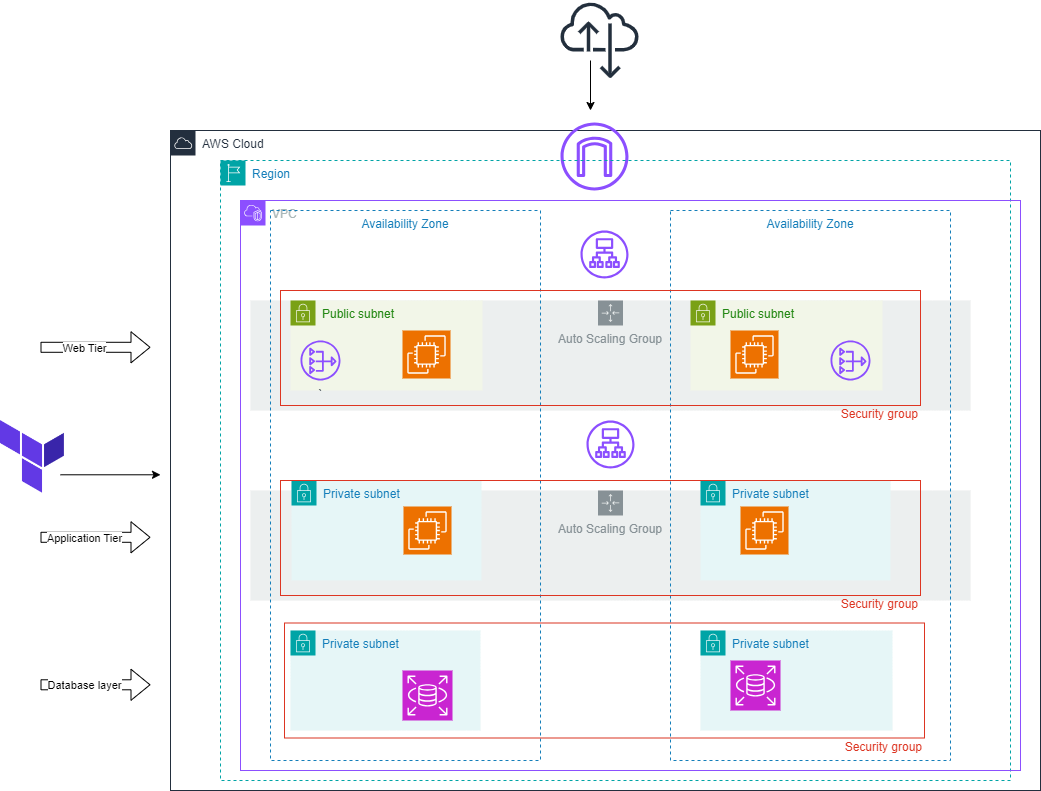 AWS Cloud
Region
VPC
Availability Zone
Availability Zone
Public subnet
Public subnet
Auto Scaling Group
Web Tier
Security group
Private subnet
Private subnet
Auto Scaling Group
Application Tier
Security group
Private subnet
Private subnet
Database layer
Security group